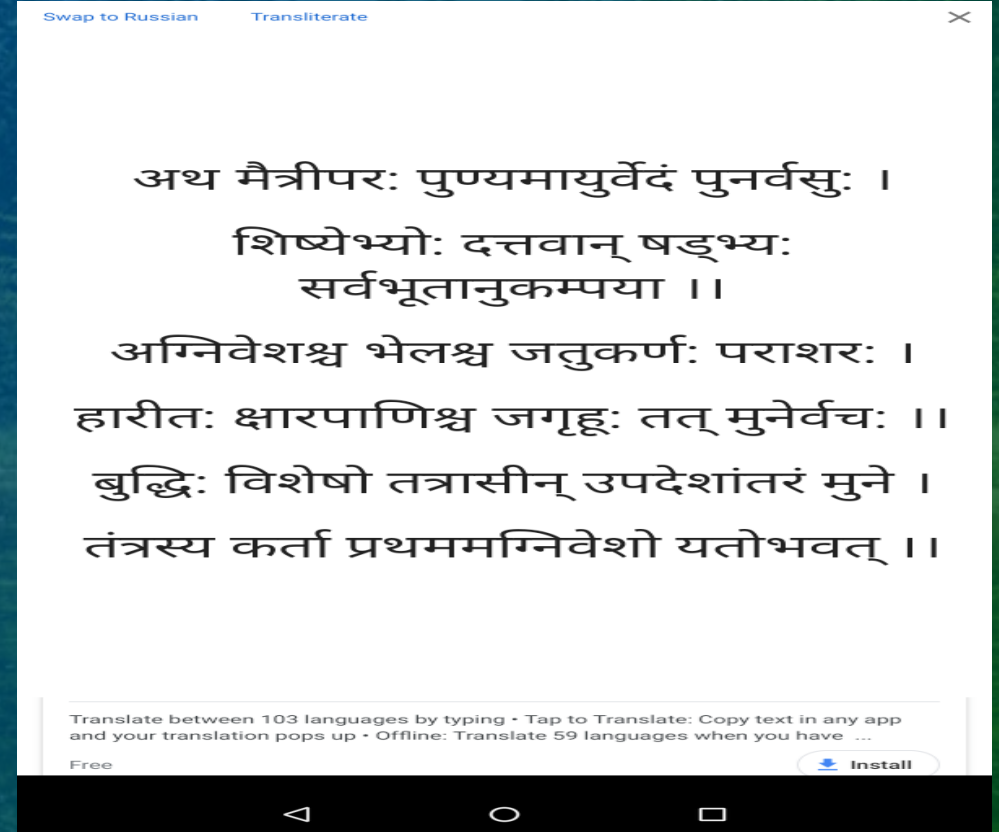 Swap to Russian Transliterate
अथ मैत्रीपर: पुण्यमायुर्वेदं पुनर्वसु: ।
शिष्येभ्यो: दत्तवान् षड्भ्य:
सर्वभूतानुकम्पया ।।
अग्निवेशश्च भेलश्च जतुकर्ण: पराशर: ।
हारीत: क्षारपाणिश्च जगृहू: तत् मुनेर्वच: ।।
बुद्धि: विशेषो तत्रासीन् उपदेशांतरं मुने ।
तंत्रस्य कर्ता प्रथममग्निवेशो यतोभवत् ।।
Translate between 103 languages by typing • Tap to Translate: Copy text in any app
and your translation pops up • Offline: Translate 59 languages when you have ...
Free Install